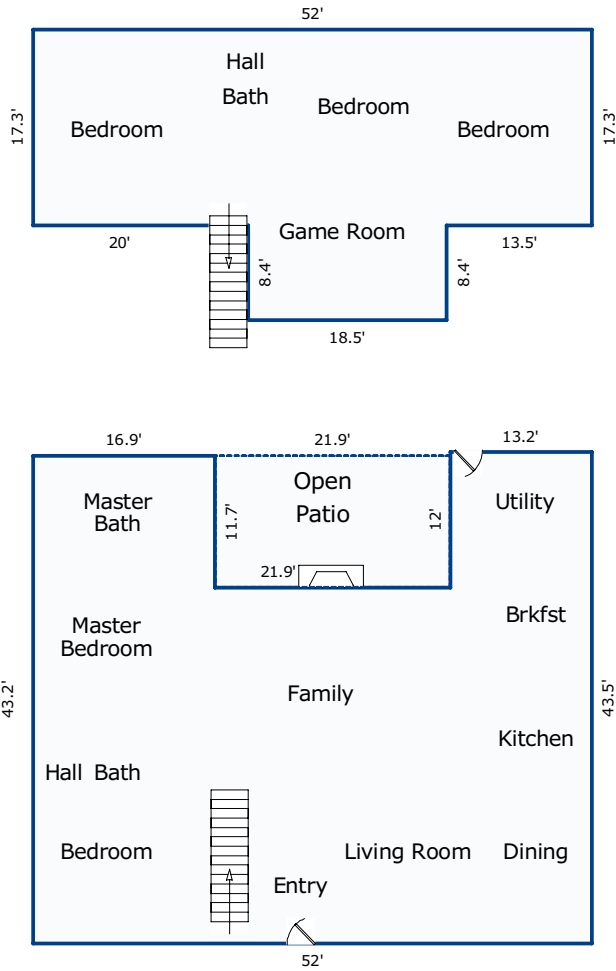 52'
Hall
Bath
Bedroom
Bedroom
Bedroom
17.3'
17.3'
Game Room
20'
13.5'
8.4'
8.4'
18.5'
16.9'
21.9'
13.2'
Open
Patio
Master
Bath
Utility
11.7'
12'
21.9'
Brkfst
Master
Bedroom
Family
43.2'
43.5'
Kitchen
Hall Bath
Bedroom
Living Room
Dining
Entry
52'